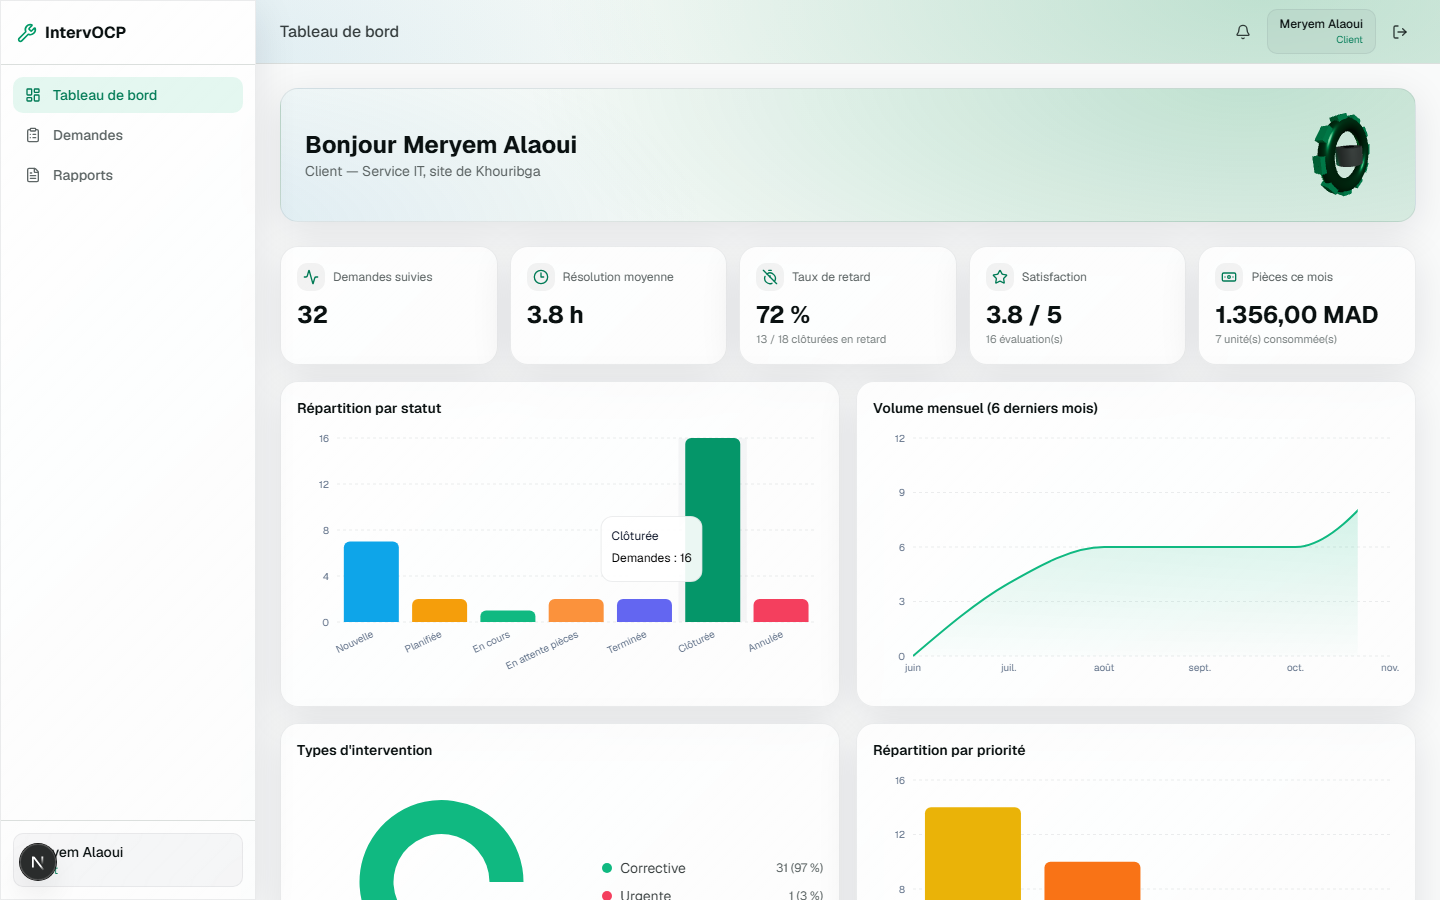 IntervOCP
Tableau de bord
Demandes
Rapports
Tableau de bord
Meryem Alaoui
Client
Bonjour Meryem Alaoui
Client — Service IT, site de Khouribga
Demandes suivies
32
Résolution moyenne
3.8 h
Taux de retard
72 %
13 / 18 clôturées en retard
Satisfaction
3.8 / 5
16 évaluation(s)
Pièces ce mois
1.356,00 MAD
7 unité(s) consommée(s)
Répartition par statut
16
12
8
4
0
Nouvelle
Planifiée
En cours
En attente pièces
Terminée
Clôturée
Annulée
Clôturée
Demandes : 16
Volume mensuel (6 derniers mois)
12
9
6
3
0
juin
juil.
août
sept.
oct.
nov.
Types d'intervention
Corrective
31 (97 %)
Urgente
1 (3 %)
Répartition par priorité
16
12
8
N
yem Alaoui
t